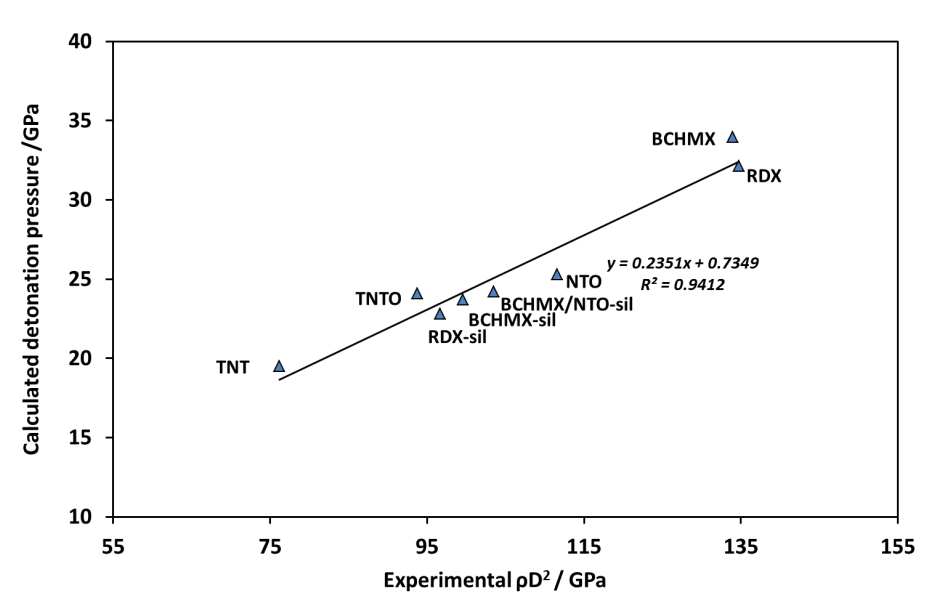 40
35
30
25
20
15
10
Calculated detonation pressure /GPa
BCHMX
RDX
y = 0.2351x + 0.7349
R² = 0.9412
NTO
TNTO
BCHMX/NTO-sil
BCHMX-sil
RDX-sil
TNT
55
75
95
115
135
155
Experimental ρD² / GPa